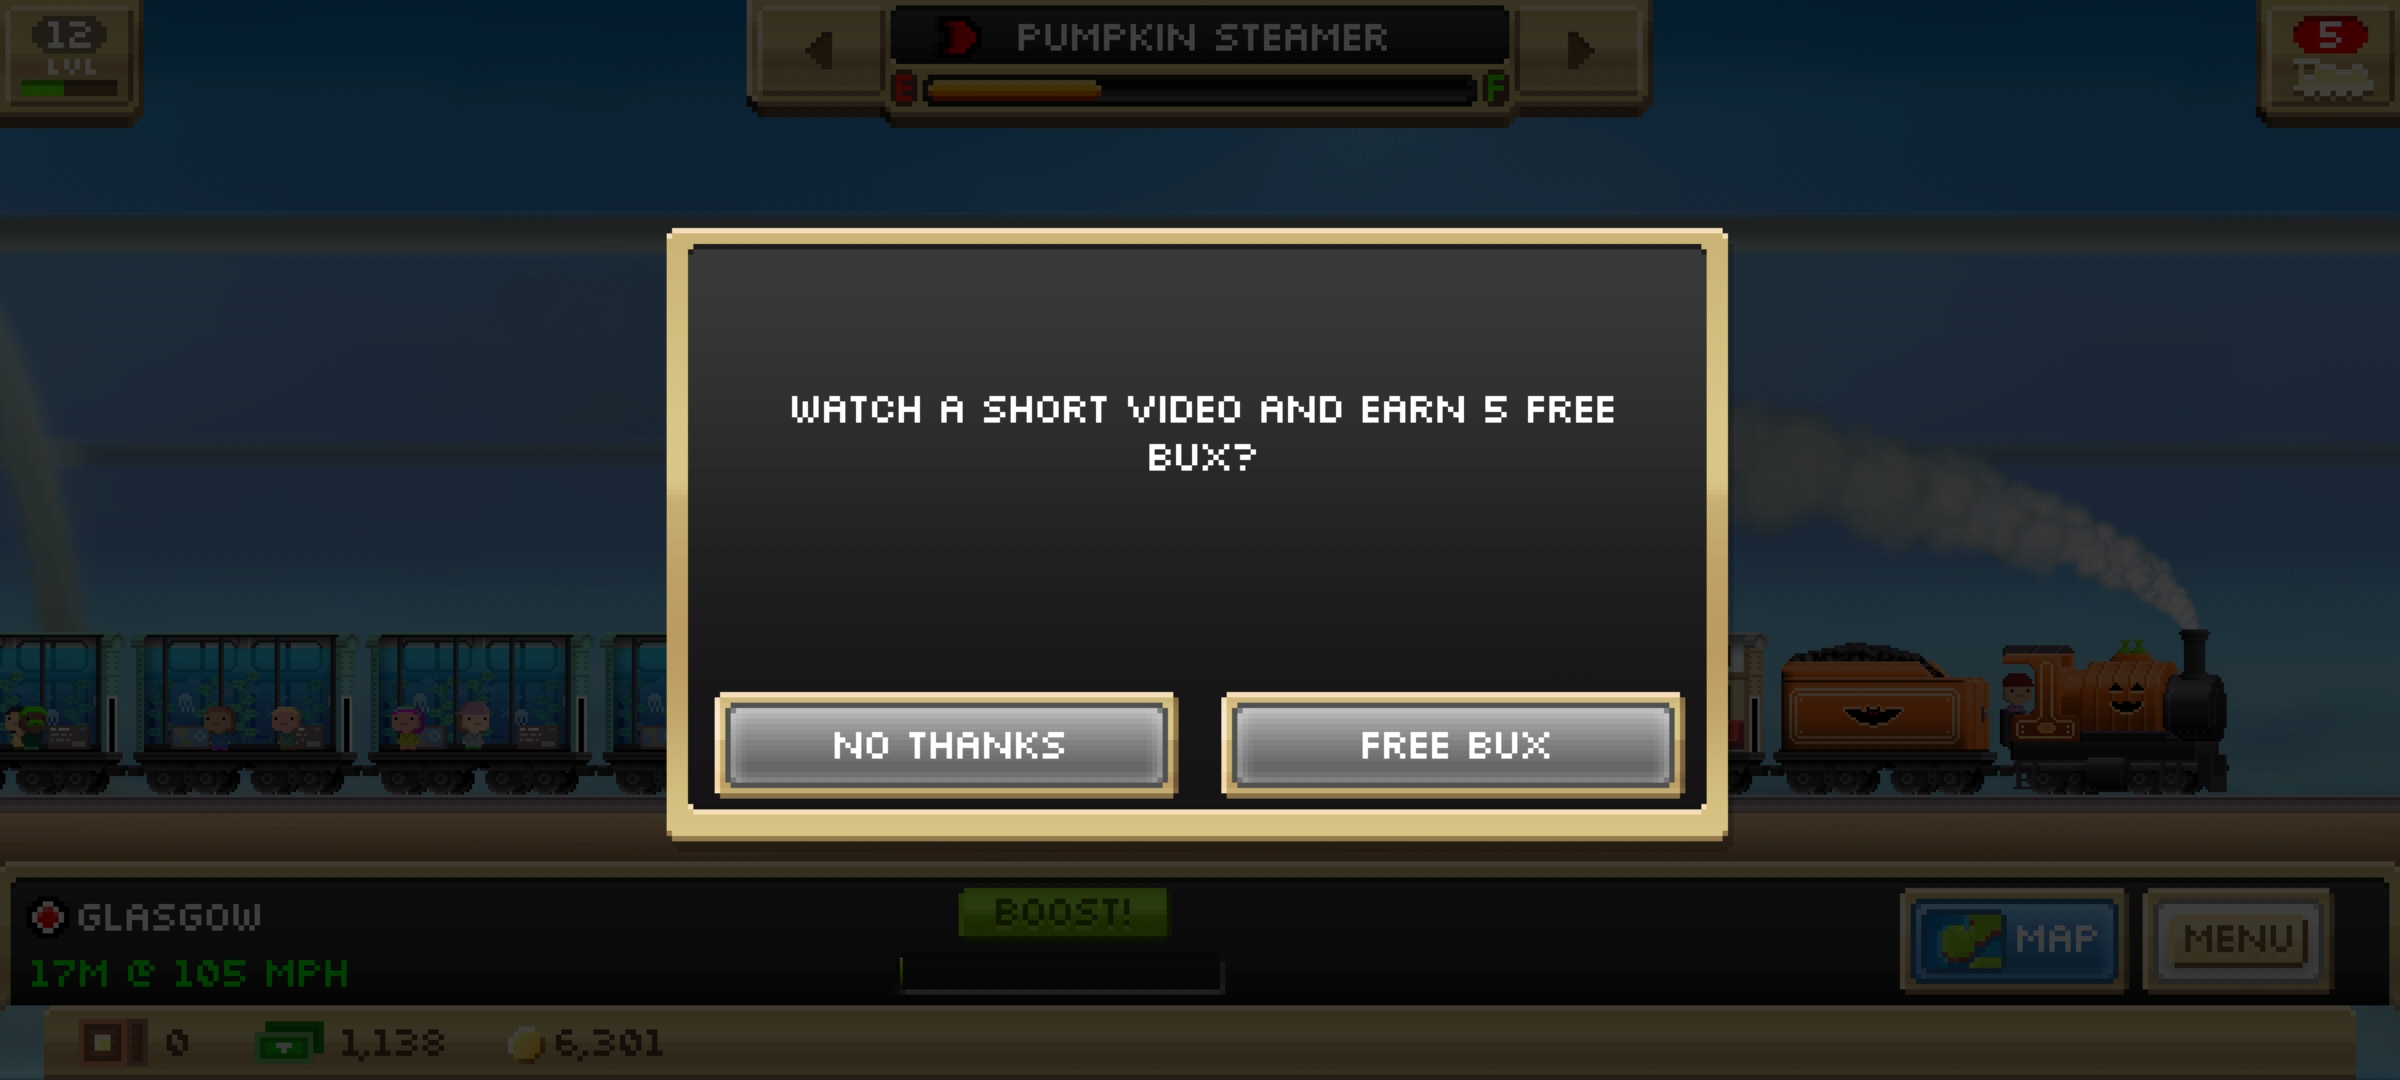 12
LVL
PUMPKIN STEAMER
E F
5
WATCH A SHORT VIDEO AND EARN 5 FREE
BUX?
NO THANKS
FREE BUX
GLASGOW
17M @ 105 MPH
BOOST!
MAP
MENU
0 1,138 6,301